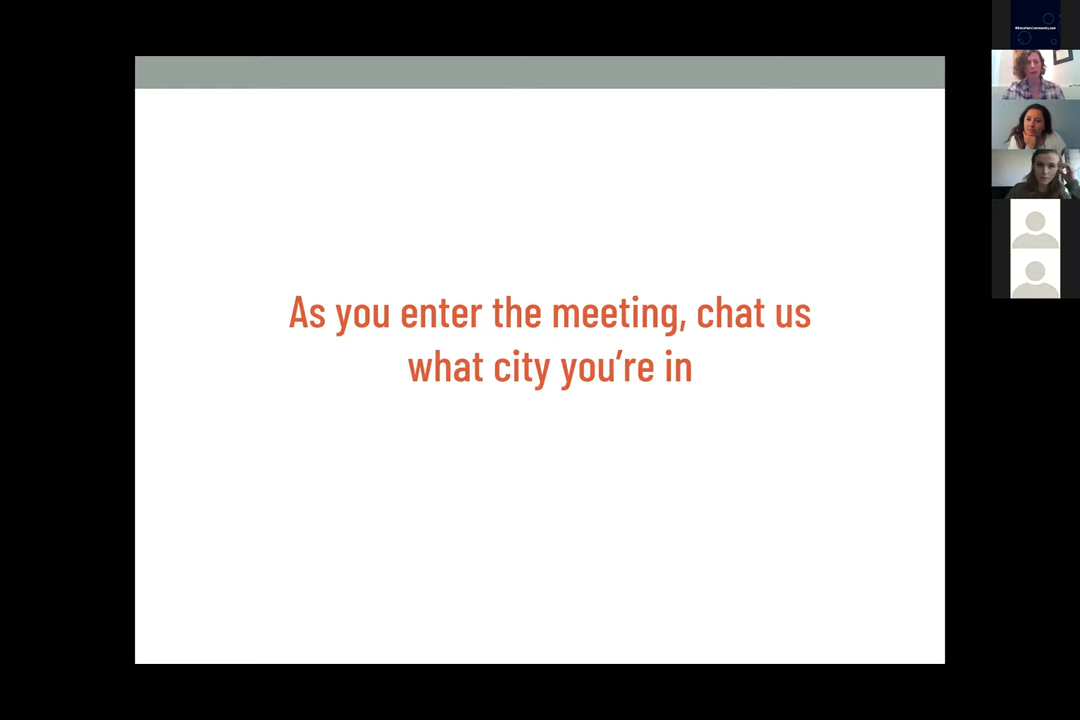 As you enter the meeting, chat us
what city you’re in